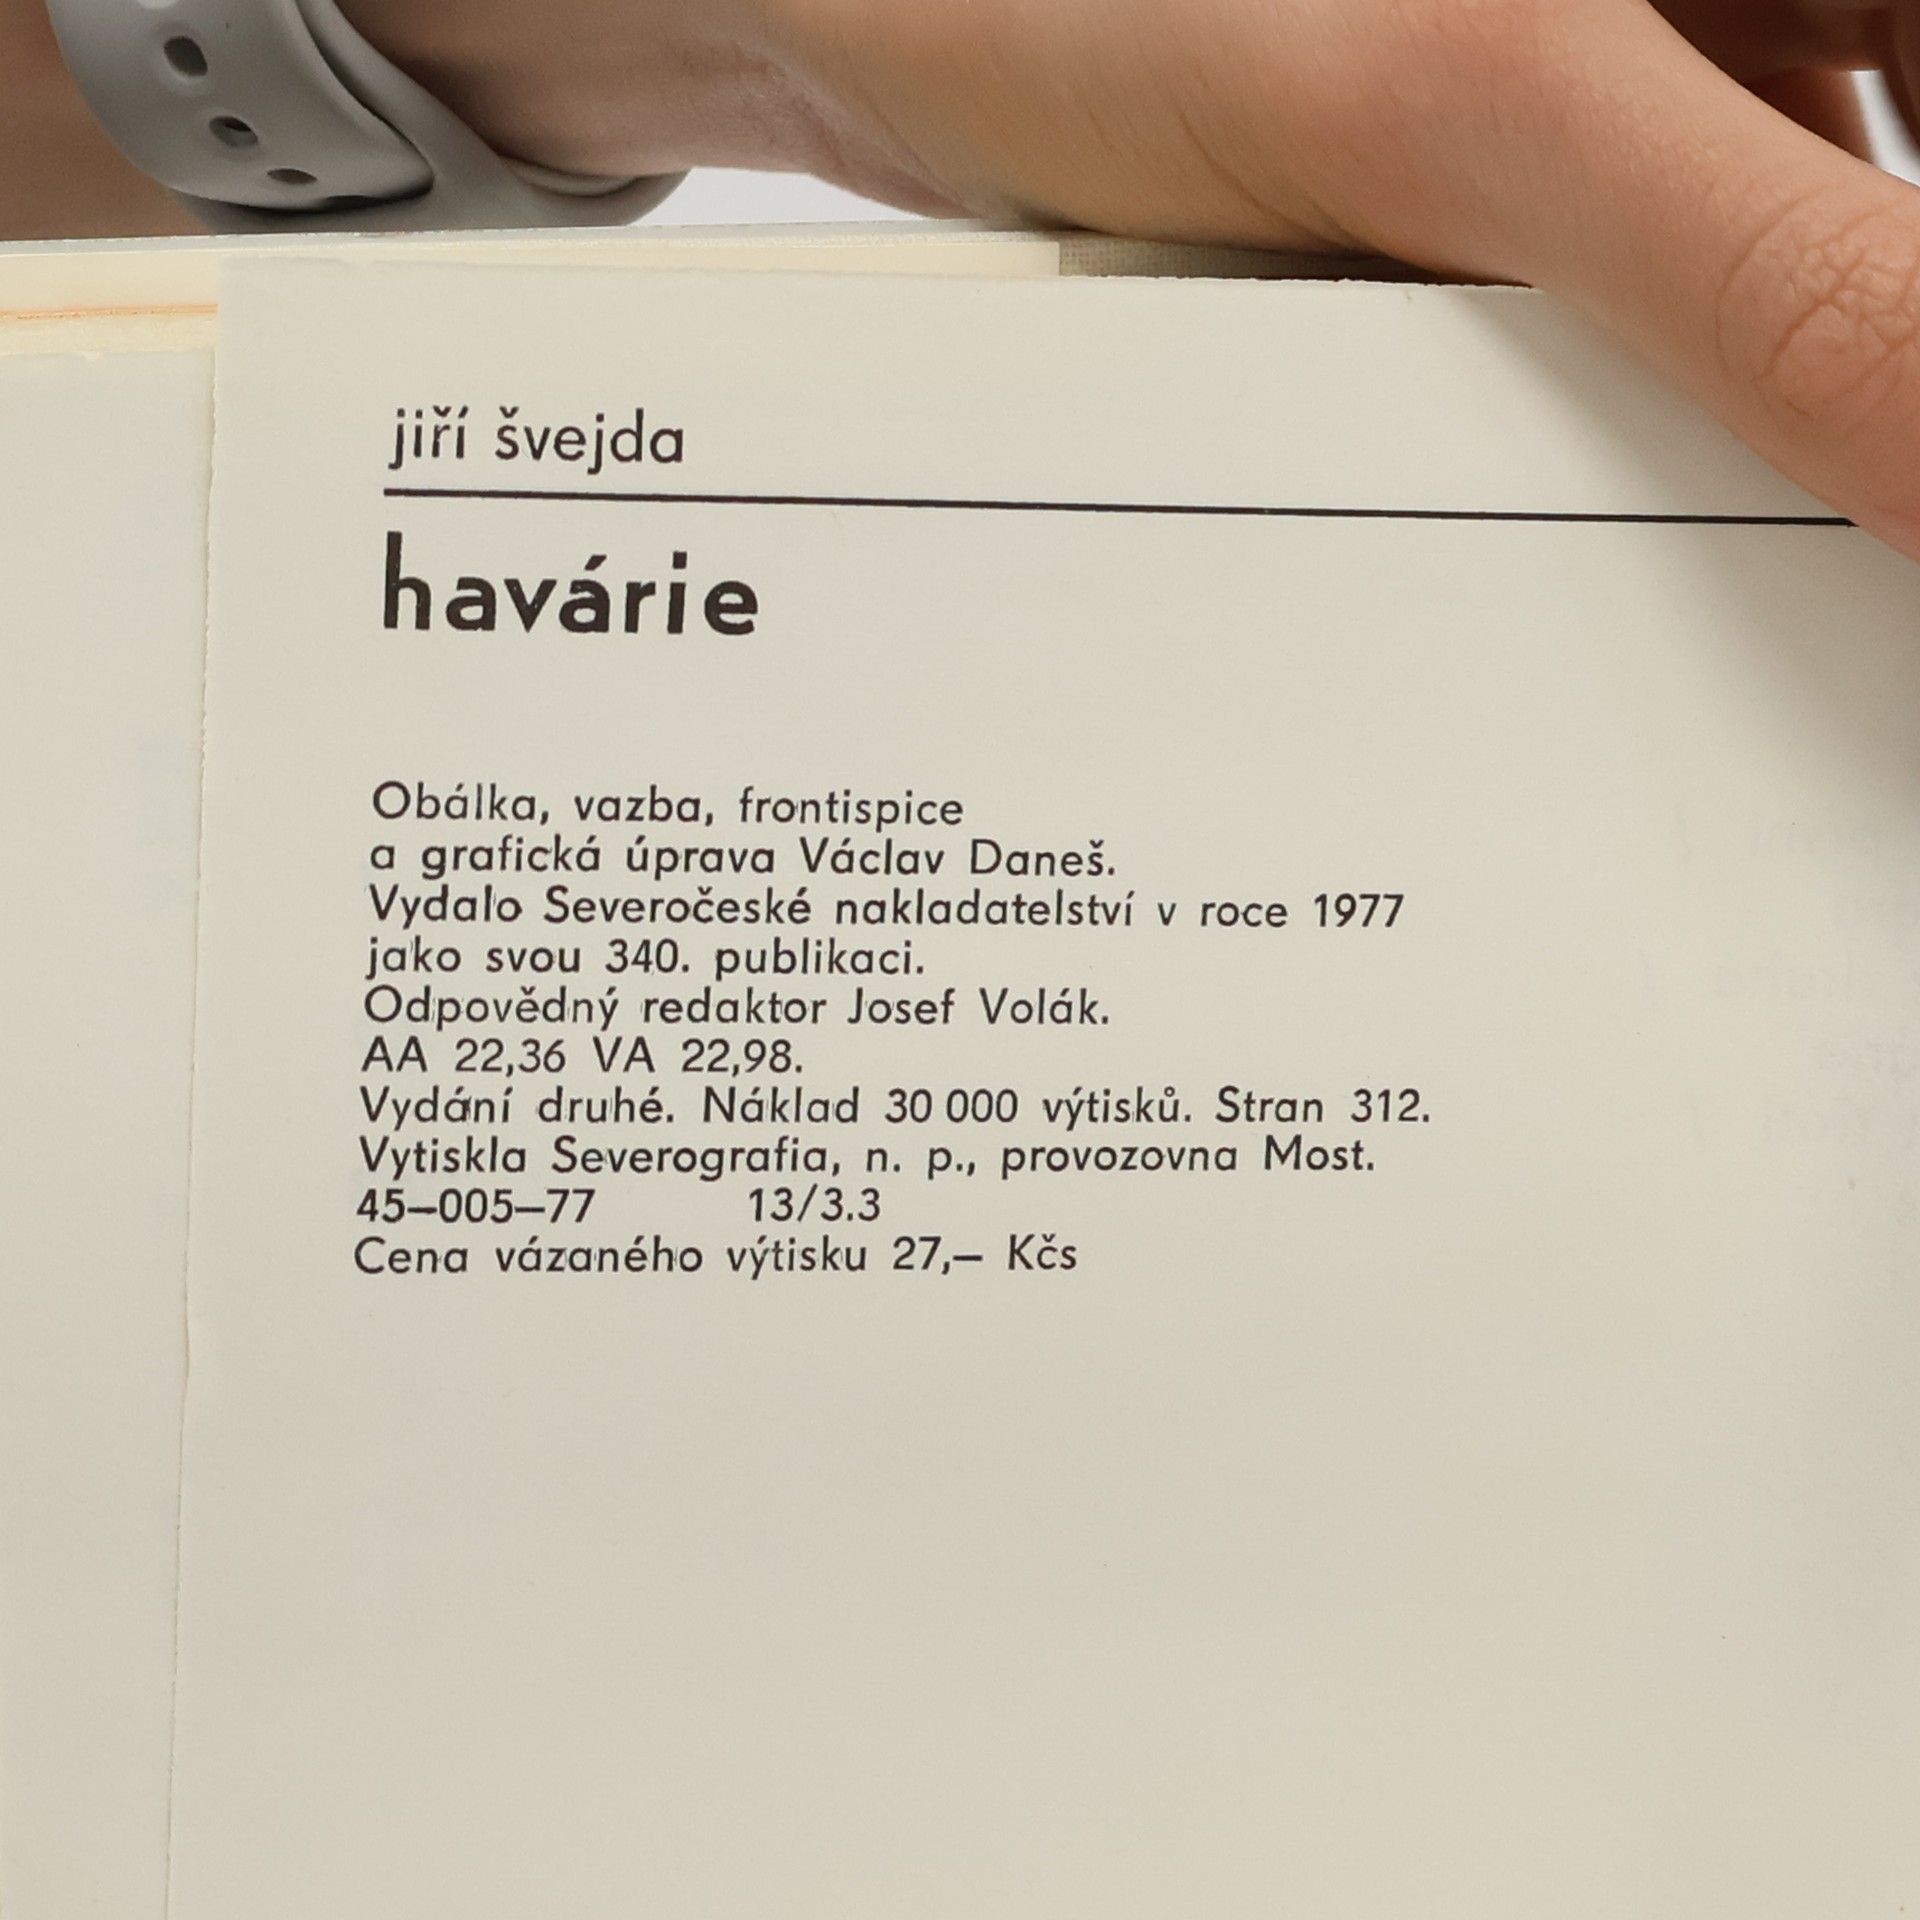 jiří švejda
havárie
Obálka, vazba, frontispice
a grafická úprava Václav Daneš.
Vydalo Severočeské nakladatelství v roce 1977
jako svou 340. publikaci.
Odpovědný redaktor Josef Volák.
AA 22,36 VA 22,98.
Vydání druhé. Náklad 30 000 výtisků. Stran 312.
Vytiskla Severografia, n. p., provozovna Most.
45–005–77 13/3.3
Cena vázaného výtisku 27,– Kčs